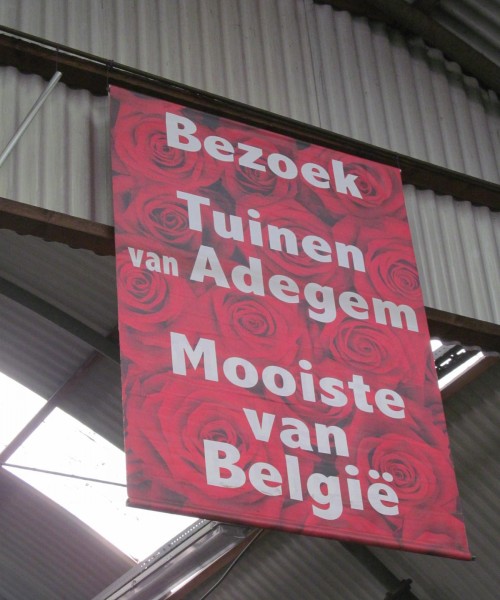 Bezoek
Tuinen
van Adegem
Mooiste
van
België